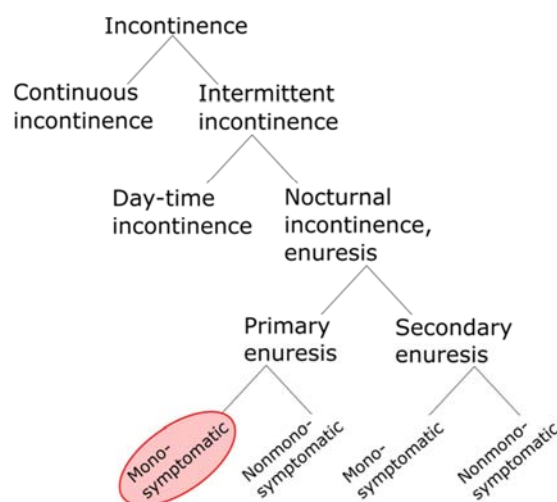 Incontinence
Continuous
incontinence
Intermittent
incontinence
Day-time
incontinence
Nocturnal
incontinence,
enuresis
Primary
enuresis
Secondary
enuresis
Mono-
symptomatic
Nonmono-
symptomatic
Mono-
symptomatic
Nonmono-
symptomatic